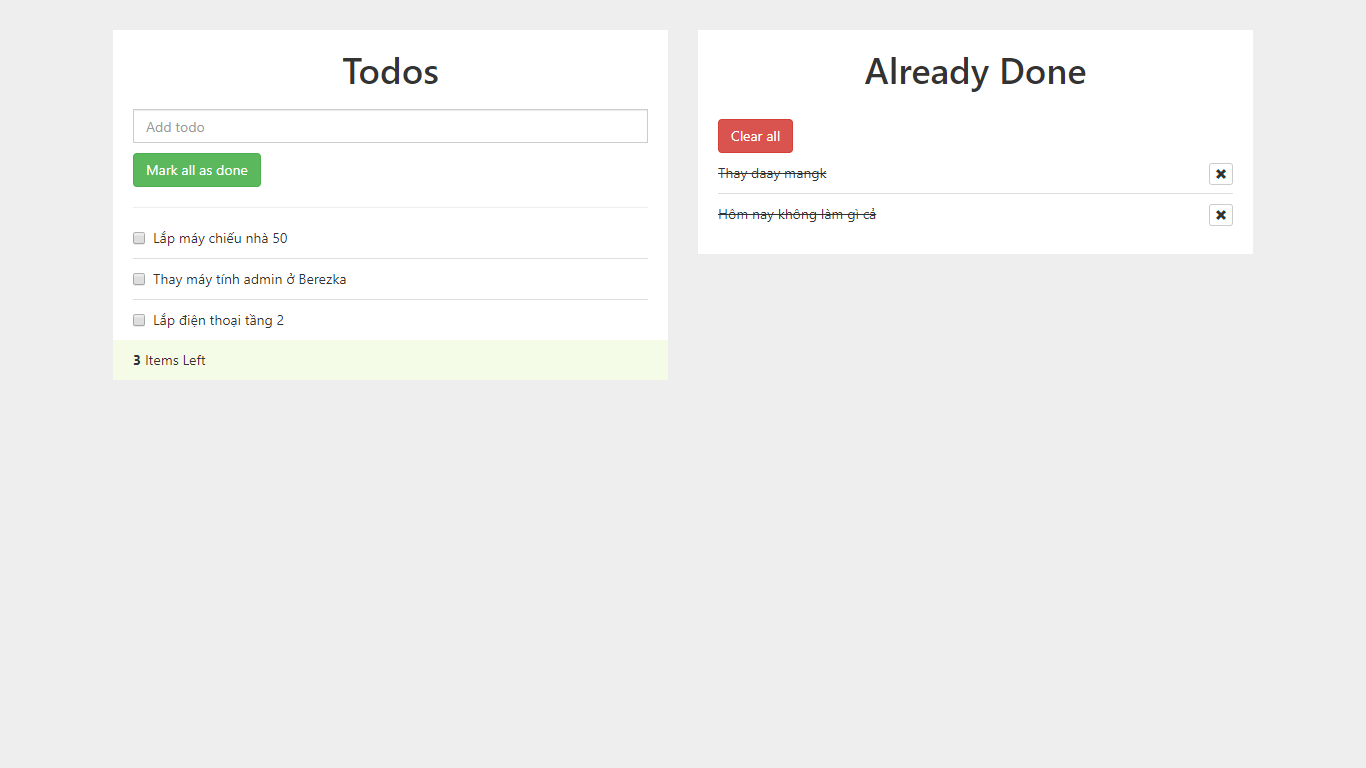 Todos
Add todo
Mark all as done
Lắp máy chiếu nhà 50
Thay máy tính admin ở Berezka
Lắp điện thoại tầng 2
3 Items Left
Already Done
Clear all
Thay daay mangk
Hôm nay không làm gì cả